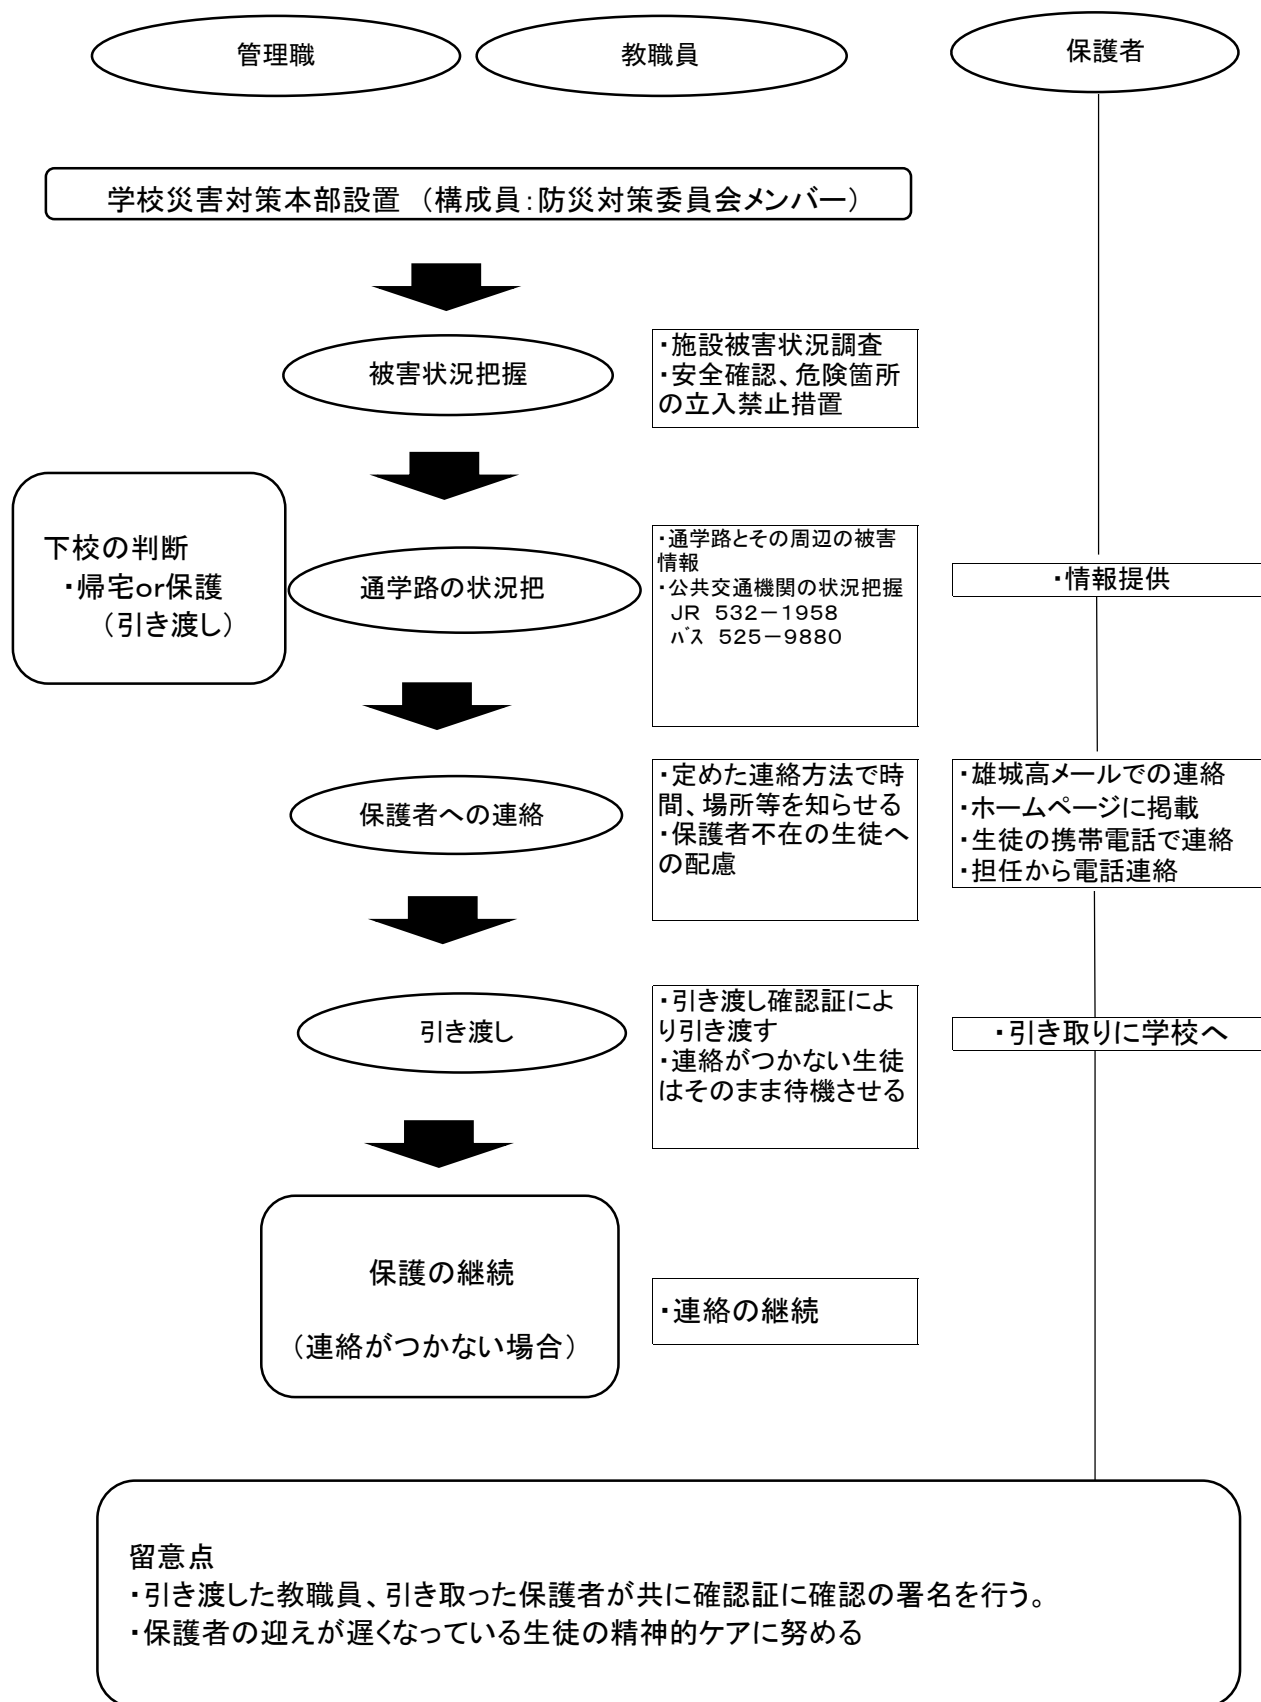 管理職
教職員
保護者
学校災害対策本部設置　（構成員：防災対策委員会メンバー）
被害状況把握
・施設被害状況調査
・安全確認、危険箇所
の立入禁止措置
下校の判断
・帰宅or保護
（引き渡し）
通学路の状況把
・通学路とその周辺の被害
情報
・公共交通機関の状況把握
ＪＲ　５３２－１９５８
ﾊﾞｽ　５２５－９８８０
・情報提供
保護者への連絡
・定めた連絡方法で時
間、場所等を知らせる
・保護者不在の生徒へ
の配慮
・雄城高メールでの連絡
・ホームページに掲載
・生徒の携帯電話で連絡
・担任から電話連絡
引き渡し
・引き渡し確認証によ
り引き渡す
・連絡がつかない生徒
はそのまま待機させる
・引き取りに学校へ
保護の継続
（連絡がつかない場合）
・連絡の継続
留意点
・引き渡した教職員、引き取った保護者が共に確認証に確認の署名を行う。
・保護者の迎えが遅くなっている生徒の精神的ケアに努める